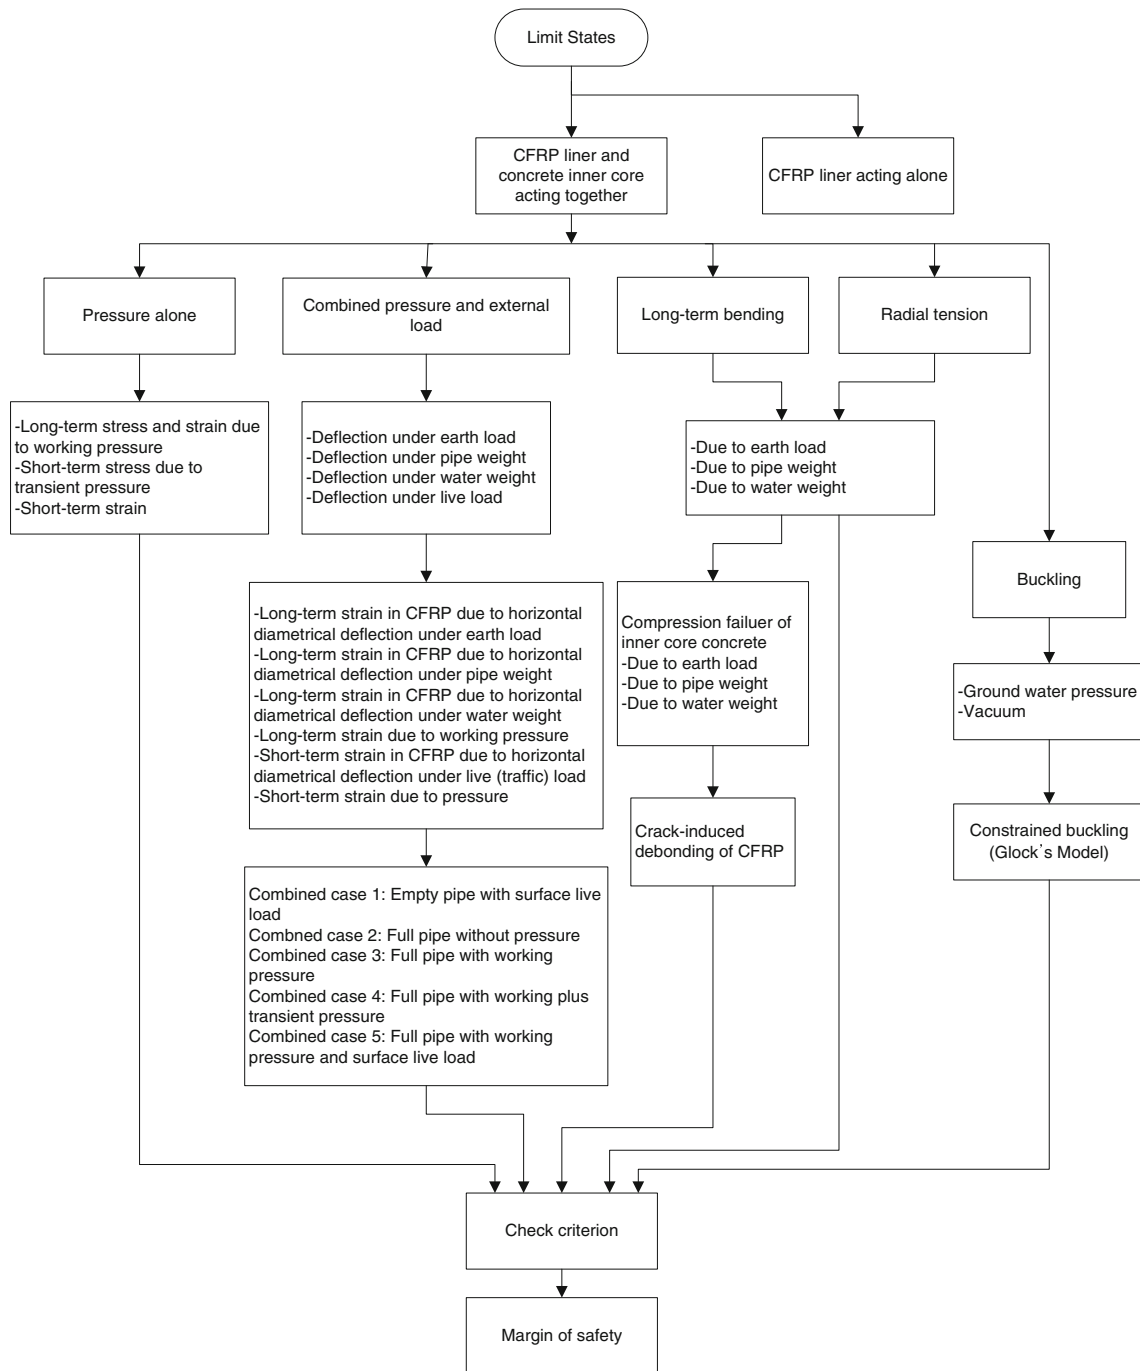 Limit States
CFRP liner and
concrete inner core
acting together
CFRP liner acting alone
Pressure alone
Combined pressure and external
load
Long-term bending
Radial tension
-Long-term stress and strain due
to working pressure
-Short-term stress due to
transient pressure
-Short-term strain
-Deflection under earth load
-Deflection under pipe weight
-Deflection under water weight
-Deflection under live load
-Due to earth load
-Due to pipe weight
-Due to water weight
Buckling
-Long-term strain in CFRP due to horizontal
diametrical deflection under earth load
-Long-term strain in CFRP due to horizontal
diametrical deflection under pipe weight
-Long-term strain in CFRP due to horizontal
diametrical deflection under water weight
-Long-term strain due to working pressure
-Short-term strain in CFRP due to horizontal
diametrical deflection under live (traffic) load
-Short-term strain due to pressure
Compression failuer of
inner core concrete
-Due to earth load
-Due to pipe weight
-Due to water weight
-Ground water pressure
-Vacuum
Crack-induced
debonding of CFRP
Constrained buckling
(Glock's Model)
Combined case 1: Empty pipe with surface live
load
Combned case 2: Full pipe without pressure
Combined case 3: Full pipe with working
pressure
Combined case 4: Full pipe with working plus
transient pressure
Combined case 5: Full pipe with working
pressure and surface live load
Check criterion
Margin of safety